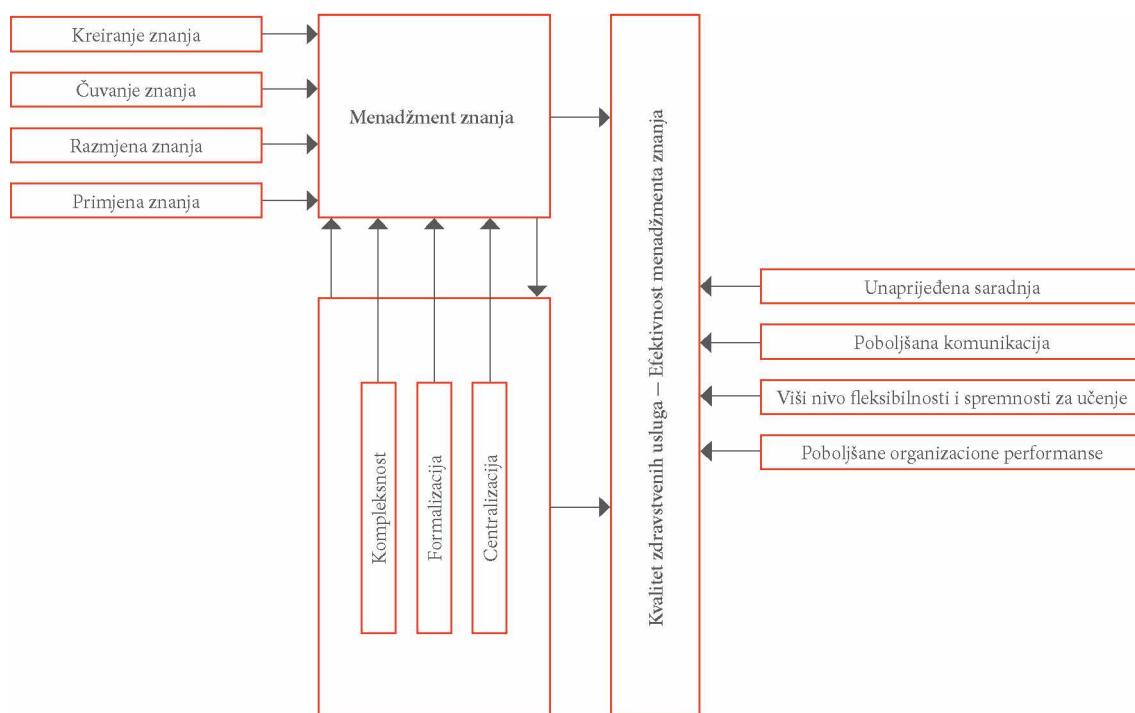 Kreiranje znanja
Čuvanje znanja
Razmjena znanja
Primjena znanja
Menadžment znanja
Kompleksnost
Formalizacija
Centralizacija
Kvalitet zdravstvenih usluga – Efektivnost menadžmenta znanja
Unaprijeđena saradnja
Poboljšana komunikacija
Viši nivo fleksibilnosti i spremnosti za učenje
Poboljšane organizacione performanse